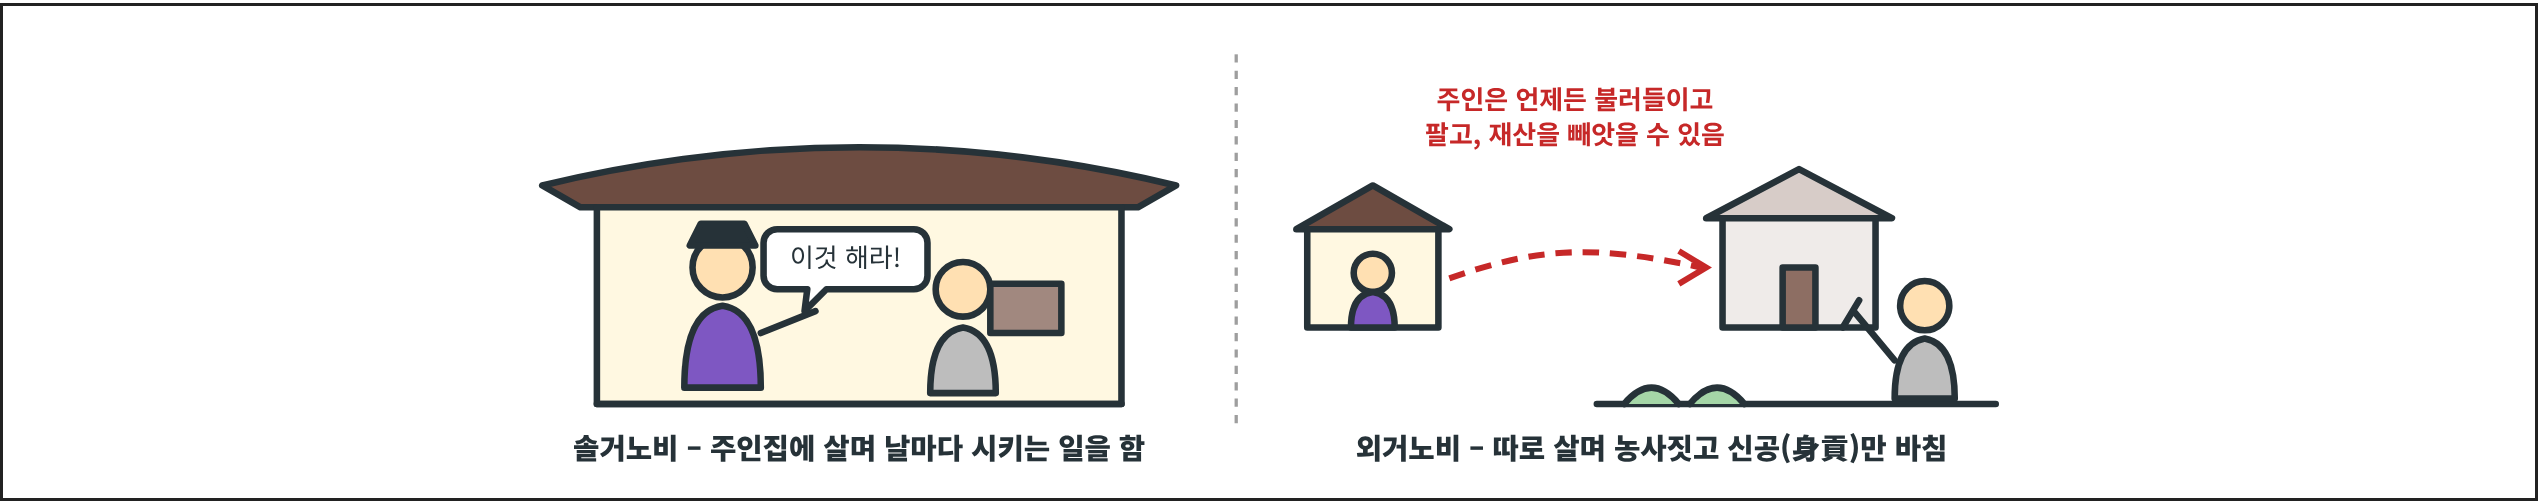 이것 해라!
솔거노비 – 주인집에 살며 날마다 시키는 일을 함
주인은 언제든 불러들이고
팔고, 재산을 빼앗을 수 있음
외거노비 – 따로 살며 농사짓고 신공(身貢)만 바침